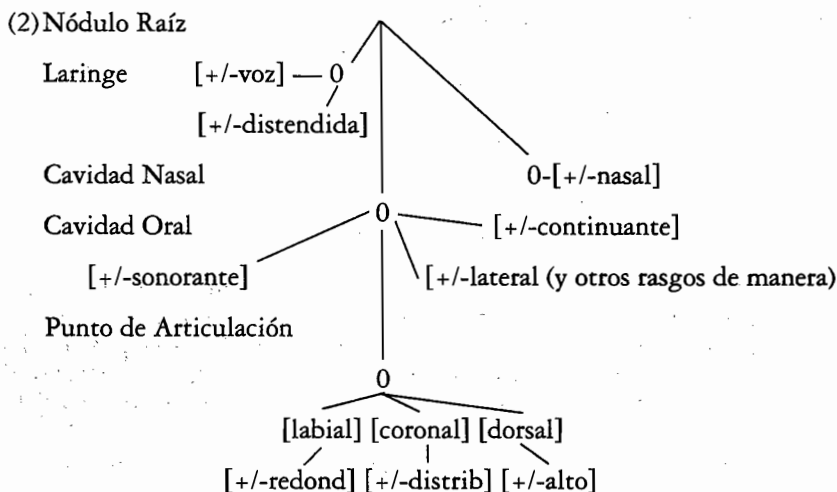 (2) Nódulo Raíz
Laringe [+/-voz] — 0
[+/-distendida]
Cavidad Nasal 0-[+/-nasal]
Cavidad Oral 0 [+/-continuante]
[+/-sonorante] [+/-lateral (y otros rasgos de manera)
Punto de Articulación
0
[labial] [coronal] [dorsal]
[+/-redond] [+/-distrib] [+/-alto]